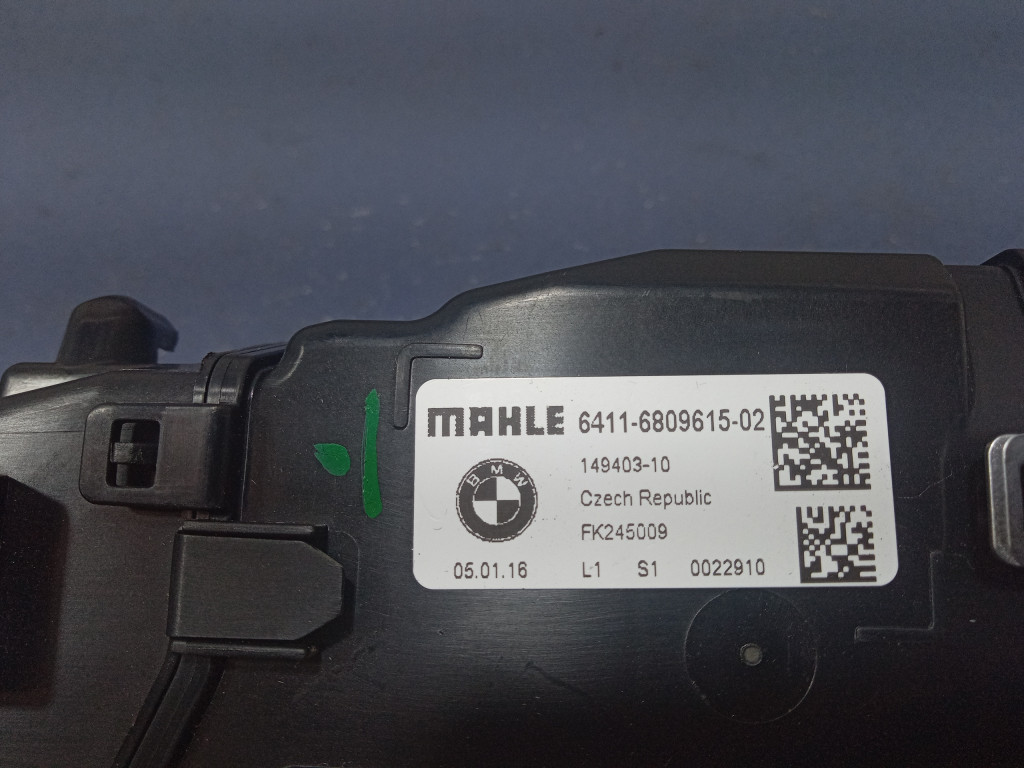 MAHLE 6411-6809615-02
149403-10
BMW
Czech Republic
FK245009
05.01.16 L1 S1 0022910